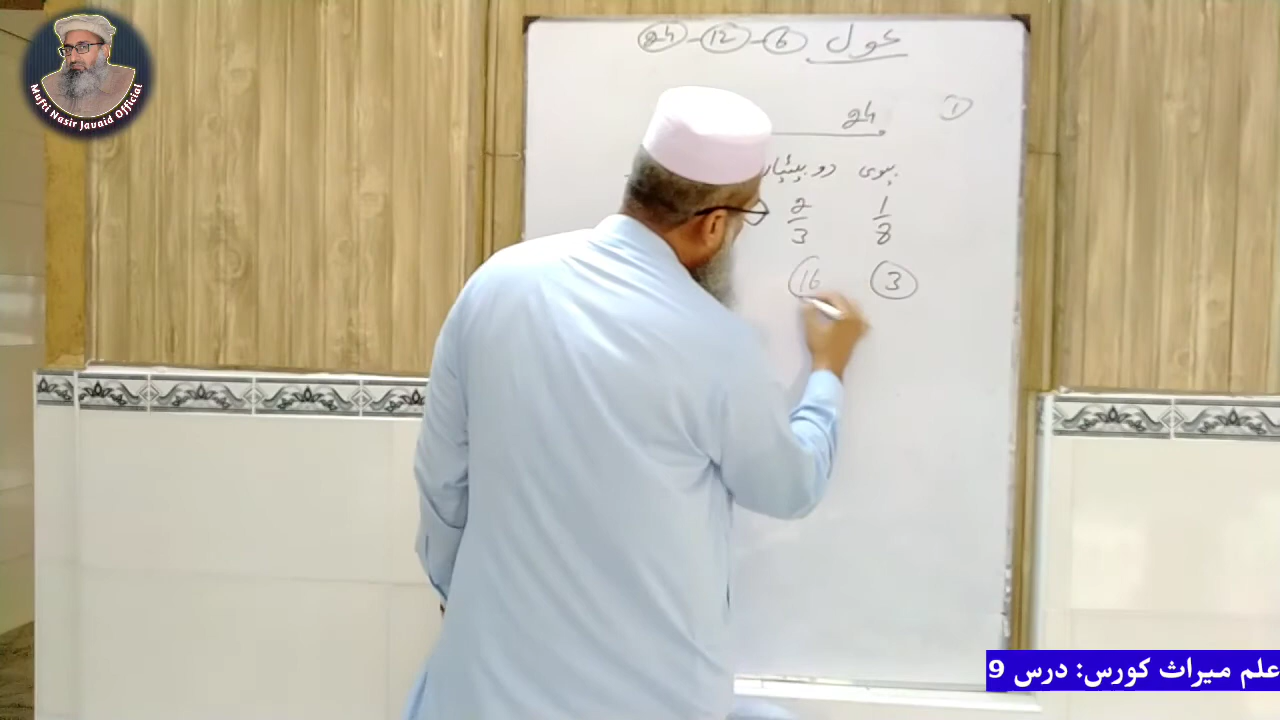 Mufti Nasir Javaid Official
عول 6 - 12 - 24
1 24
بیوی دو بیٹیاں
1/8 2/3
3 16
علم میراث کورس: درس 9